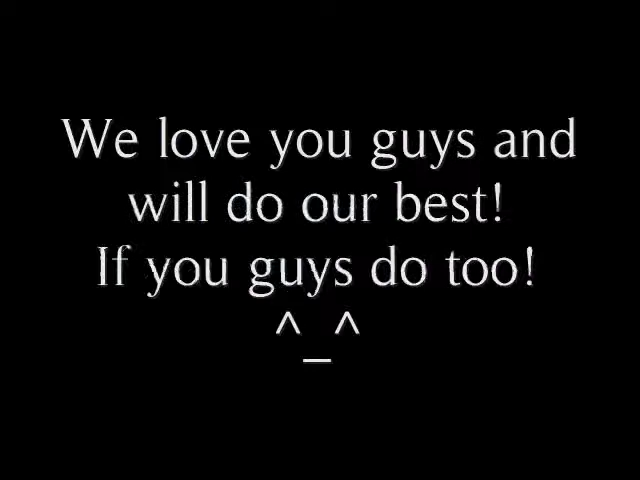 We love you guys and
will do our best!
If you guys do too!
^_^